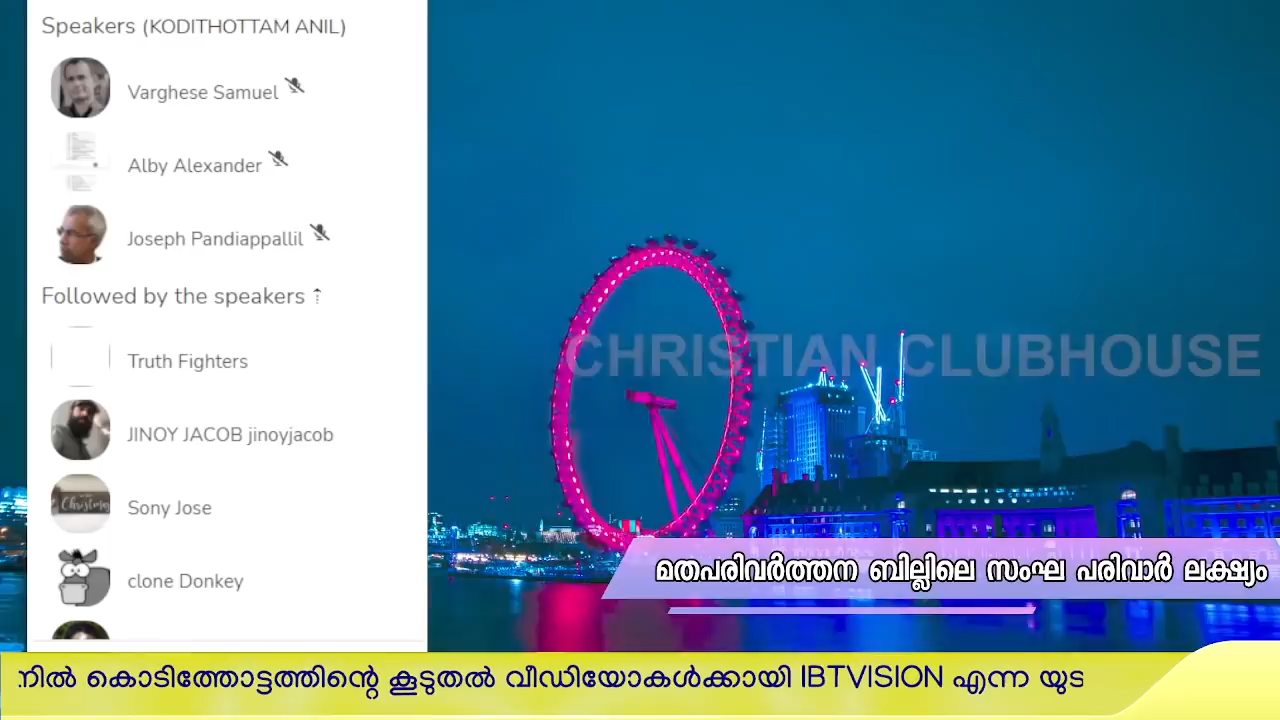 Speakers (KODITHOTTAM ANIL)
Varghese Samuel
Alby Alexander
Joseph Pandiappallil
Followed by the speakers
Truth Fighters
JINOY JACOB jinoyjacob
Sony Jose
clone Donkey
CHRISTIAN CLUBHOUSE
മതപരിവർത്തന ബില്ലിലെ സംഘ പരിവാർ ലക്ഷ്യം
നിൽ കൊടിത്തോട്ടത്തിന്റെ കൂടുതൽ വീഡിയോകൾക്കായി IBTVISION എന്ന യുട